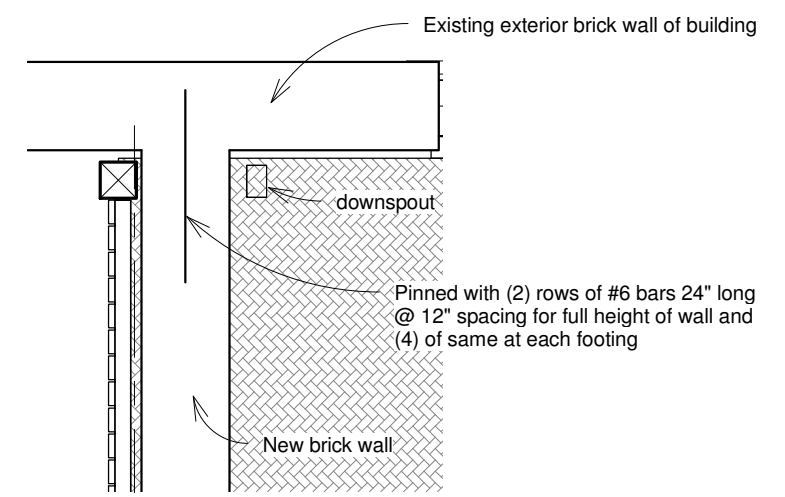 Existing exterior brick wall of building
downspout
Pinned with (2) rows of #6 bars 24" long
@ 12" spacing for full height of wall and
(4) of same at each footing
New brick wall